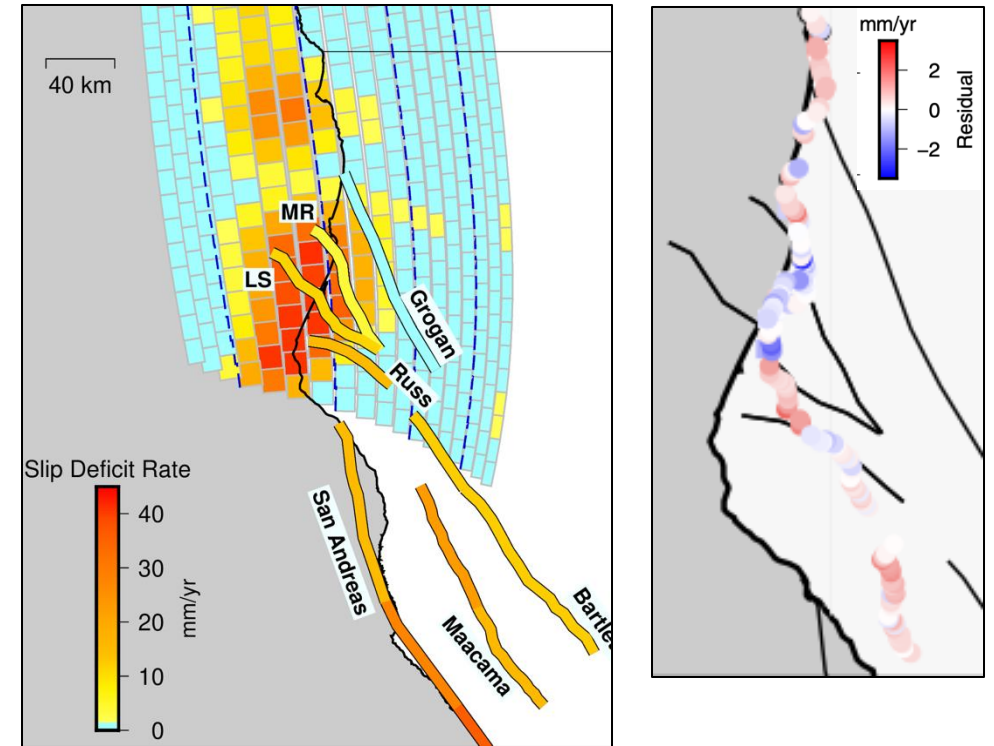 40 km
MR
LS
Grogan
Russ
Slip Deficit Rate
40
30
20
10
0
mm/yr
San Andreas
Maacama
mm/yr
2
0
−2
Residual